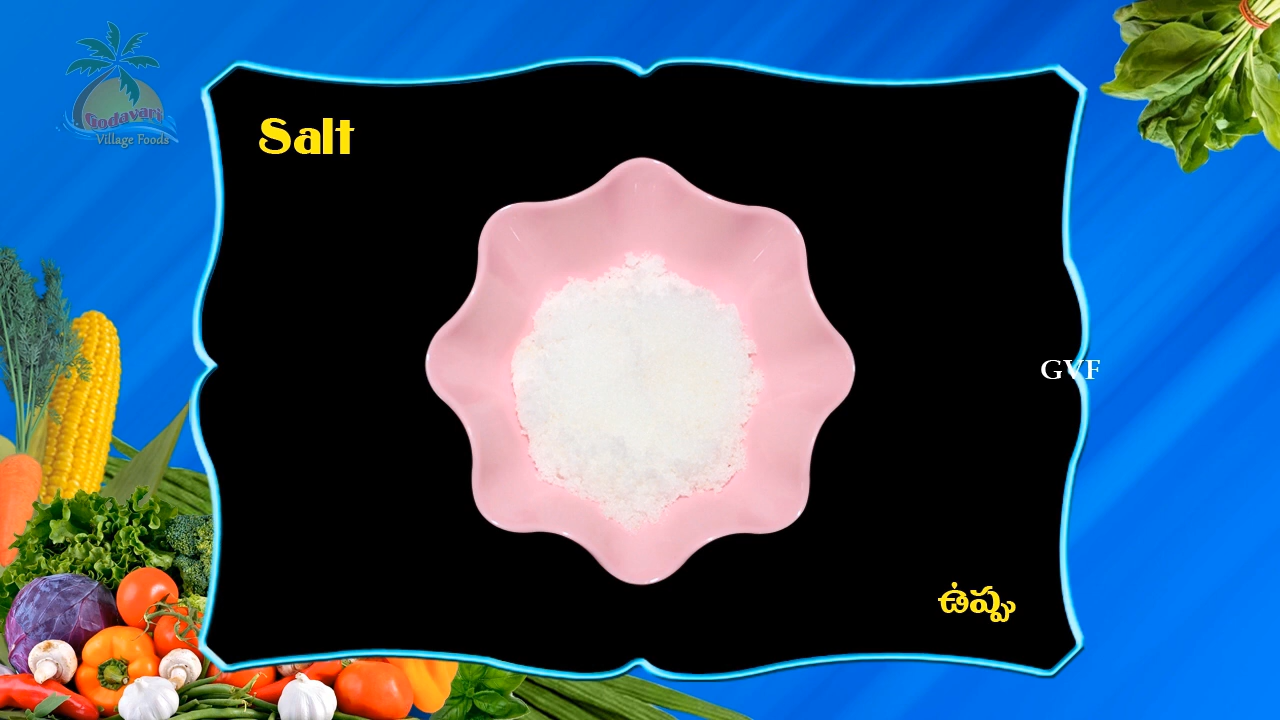 Godavari
Village Foods
Salt
GVF
ఉప్పు